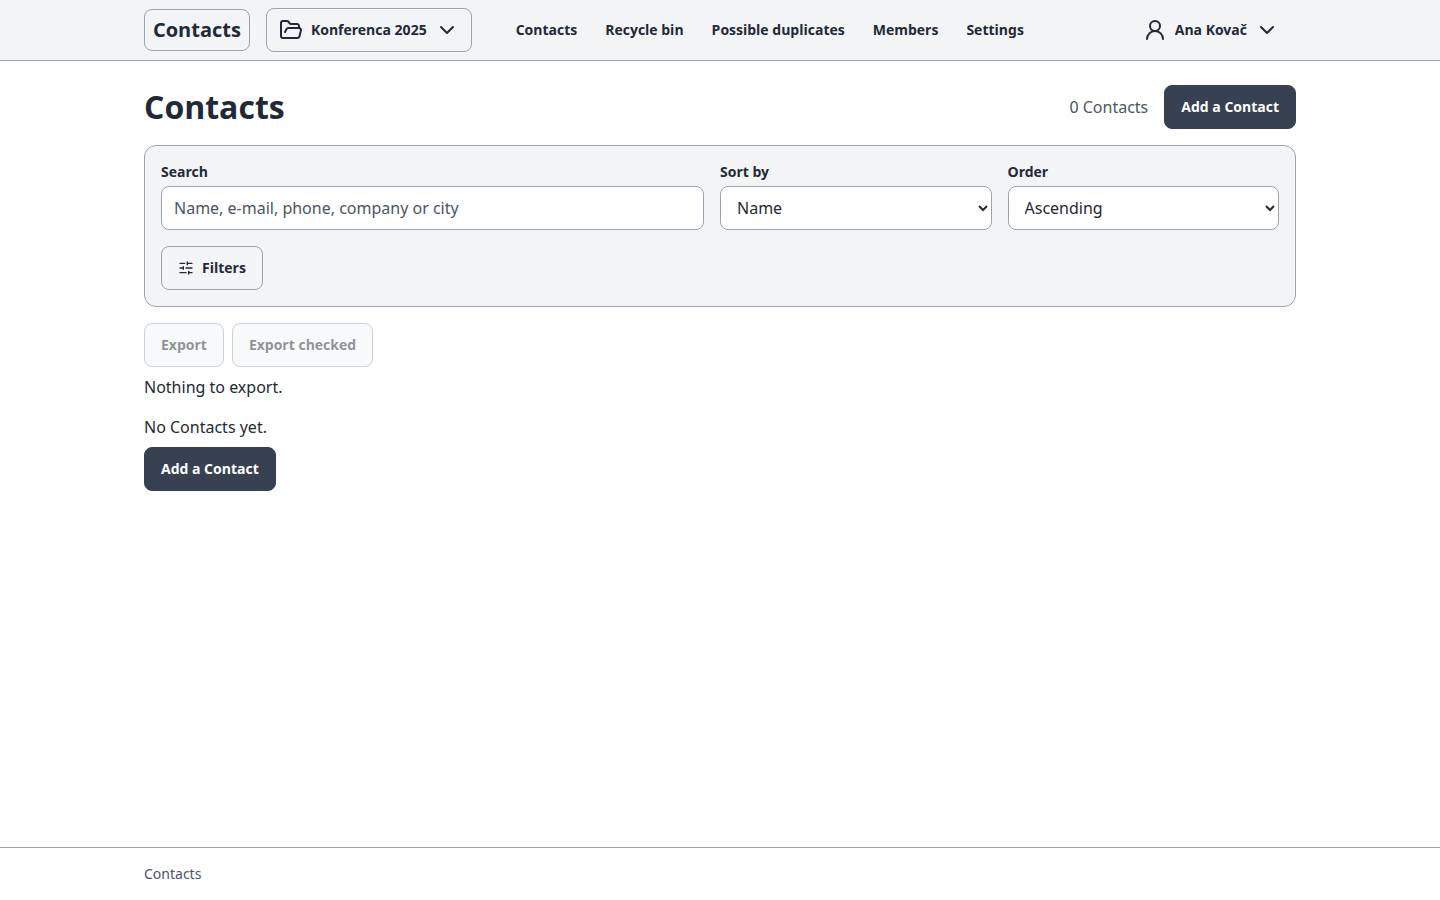 Contacts Konferenca 2025 Contacts Recycle bin Possible duplicates Members Settings Ana Kovač
Contacts 0 Contacts Add a Contact
Search Sort by Order
Name, e-mail, phone, company or city Name Ascending
Filters
Export Export checked
Nothing to export.
No Contacts yet.
Add a Contact
Contacts